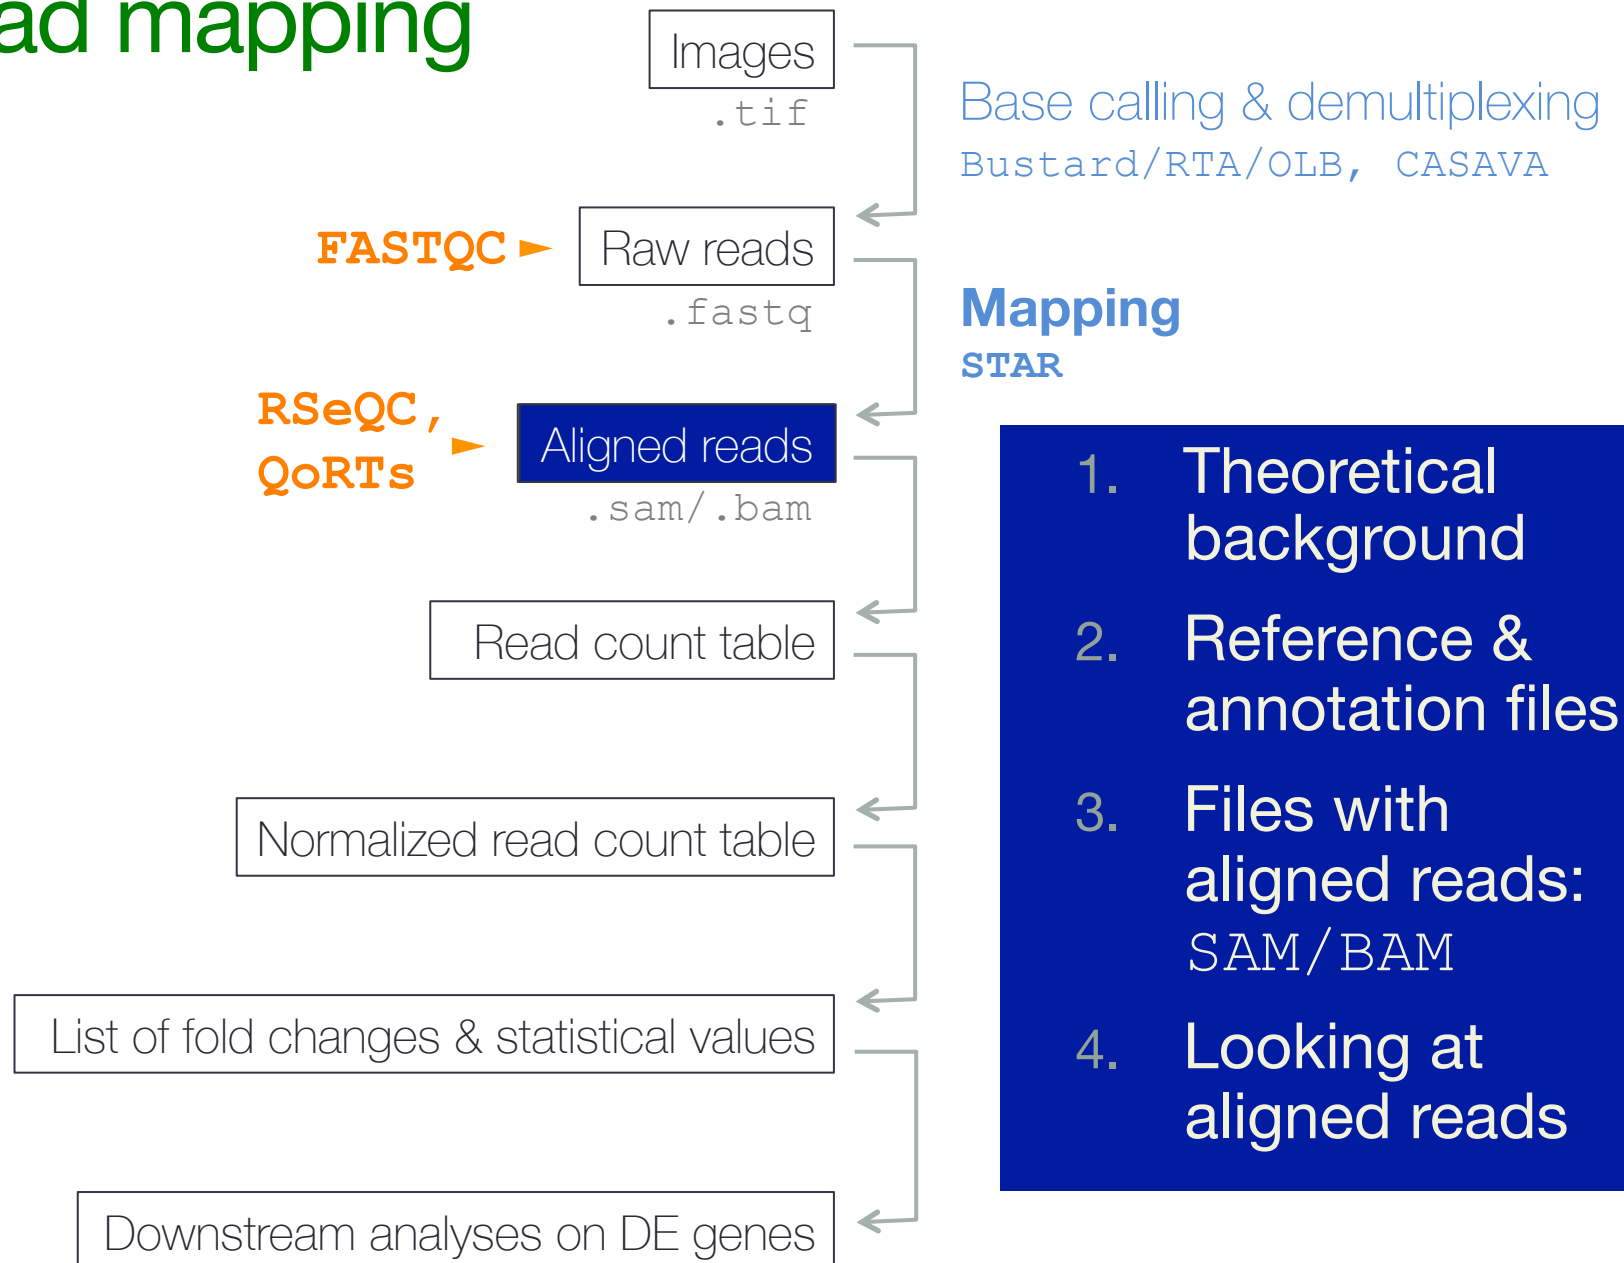 ad mapping
Images
.tif
Base calling & demultiplexing
Bustard/RTA/OLB, CASAVA
FASTQC
Raw reads
.fastq
Mapping
STAR
RSeQC,
QoRTs
Aligned reads
.sam/.bam
Read count table
Normalized read count table
List of fold changes & statistical values
Downstream analyses on DE genes
1. Theoretical
background
2. Reference &
annotation files
3. Files with
aligned reads:
SAM/BAM
4. Looking at
aligned reads